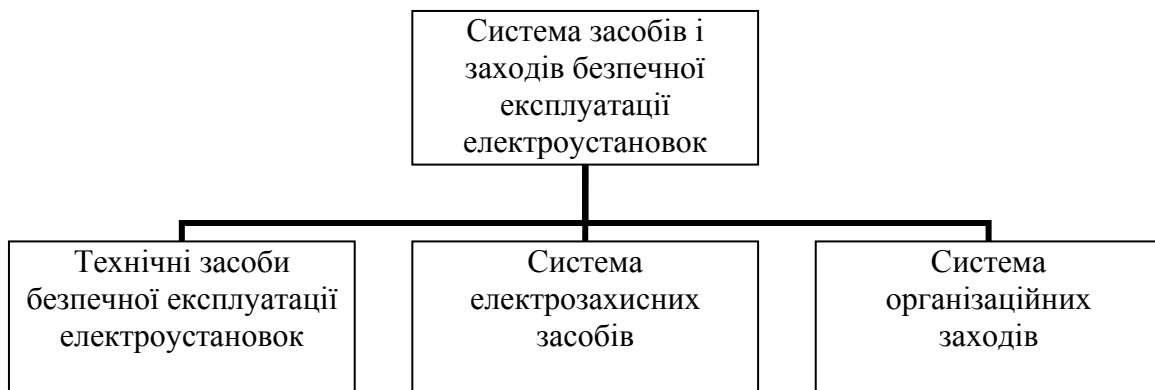 Система засобів і
заходів безпечної
експлуатації
електроустановок
Технічні засоби
безпечної експлуатації
електроустановок
Система
електрозахисних
засобів
Система
організаційних
заходів